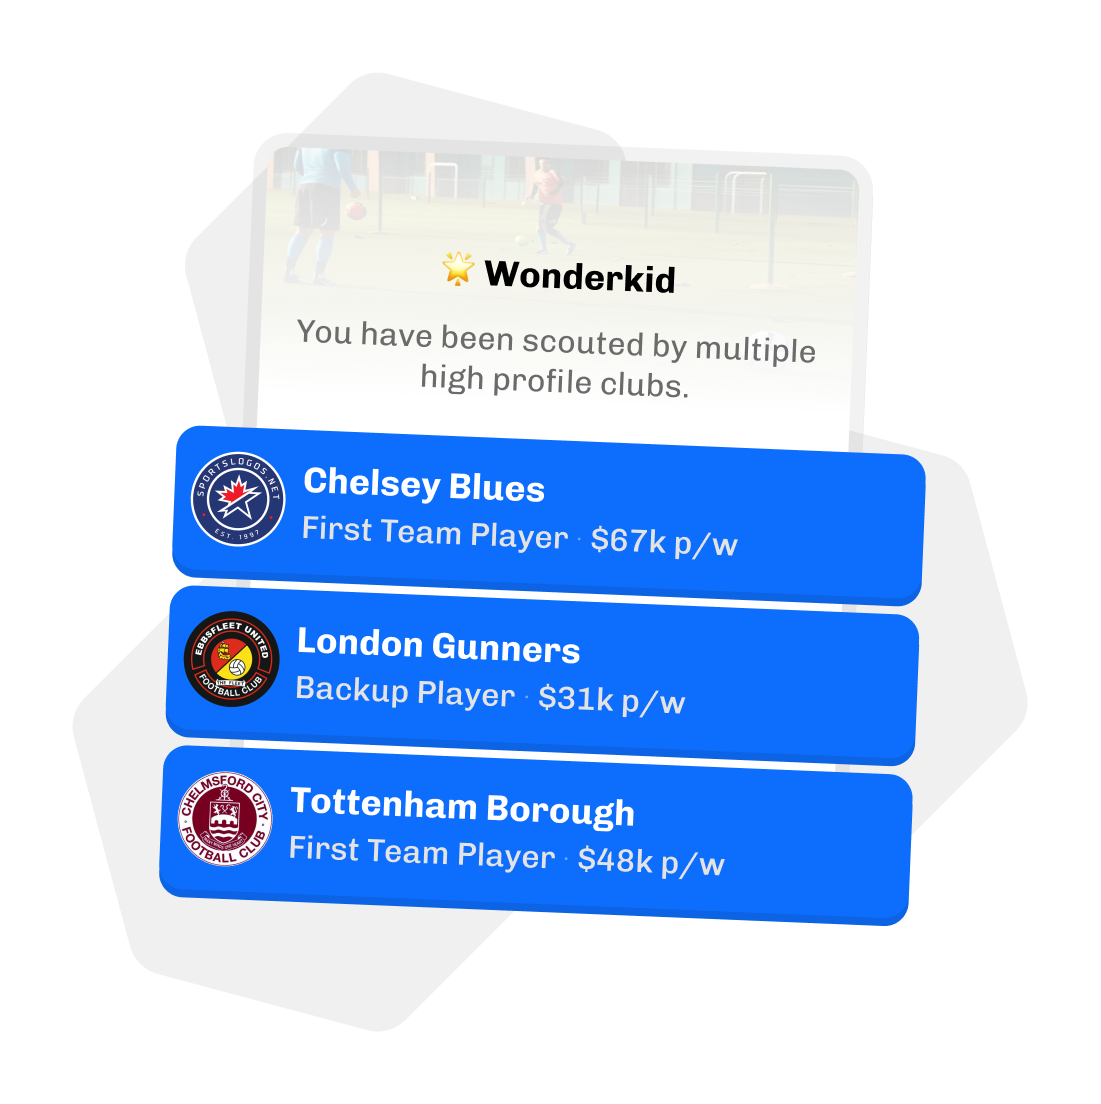 🌟 Wonderkid
You have been scouted by multiple
high profile clubs.
SPORTSLOGOS.NET
EST. 1997
Chelsey Blues
First Team Player · $67k p/w
EBBSFLEET UNITED
THE FLEET
FOOTBALL CLUB
London Gunners
Backup Player · $31k p/w
CHELMSFORD CITY
FOOTBALL CLUB
Tottenham Borough
First Team Player · $48k p/w